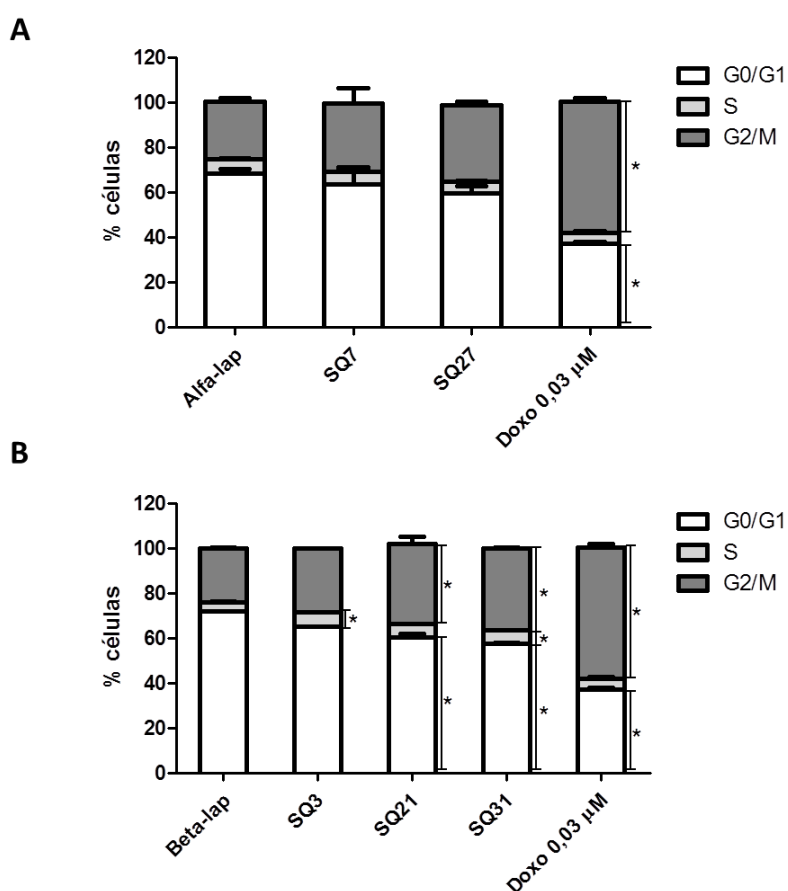 A
% células
120
100
80
60
40
20
0
Alfa-lap
SQ7
SQ27
Doxo 0,03 µM
*
*
G0/G1
S
G2/M
B
% células
120
100
80
60
40
20
0
Beta-lap
SQ3
SQ21
SQ31
Doxo 0,03 µM
*
*
*
*
*
*
*
*
G0/G1
S
G2/M